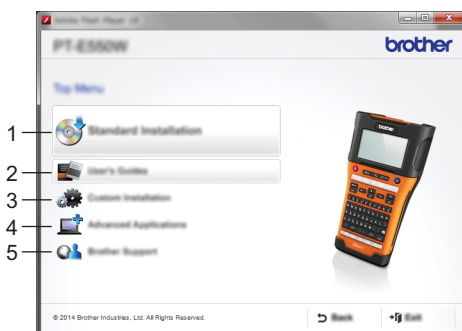 Adobe Flash Player
PT-E550W
brother
Top Menu
1
Standard Installation
2
User's Guides
3
Custom Installation
4
Advanced Applications
5
Brother Support
brother
© 2014 Brother Industries, Ltd. All Rights Reserved.
Back
Exit